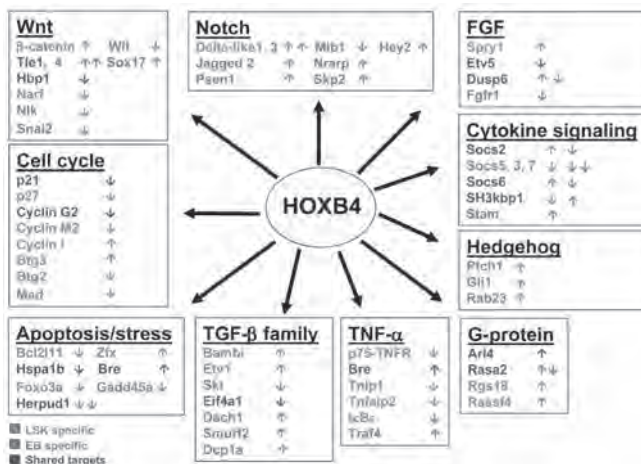 Wnt
β-catenin ↑ Wif ↓
Tle1, 4 ↑↑ Sox17 ↑
Hbp1 ↓
Narf ↓
Nlk ↓
Snai2 ↓
Notch
Delta-like1, 3 ↑ ↑ Mib1 ↓ Hey2 ↑
Jagged 2 ↑ Nrarp ↑
Psen1 ↑ Skp2 ↑
FGF
Spry1 ↑
Etv5 ↓
Dusp6 ↑ ↓
Fgfr1 ↓
Cytokine signaling
Socs2 ↑ ↓
Socs5, 3, 7 ↓ ↓↓
Socs6 ↑ ↓
SH3kbp1 ↓ ↑
Stam ↑
Cell cycle
p21 ↓
p27 ↓
Cyclin G2 ↓
Cyclin M2 ↓
Cyclin I ↑
Btg3 ↑
Btg2 ↓
Mad ↓
HOXB4
Hedgehog
Ptch1 ↑
Gli1 ↑
Rab23 ↑
Apoptosis/stress
Bcl2l11 ↓ Zfx ↑
Hspa1b ↓ Bre ↑
Foxo3a ↓ Gadd45a ↓
Herpud1 ↓ ↓
TGF-β family
Bambi ↑
Etv1 ↑
Ski ↓
Eif4a1 ↓
Dach1 ↑
Smurf2 ↑
Dcp1a ↑
TNF-α
p75-TNFR ↓
Bre ↑
Tnip1 ↓
Tnfaip2 ↓
Traf4 ↑
G-protein
Arl4 ↑
Rasa2 ↑↓
Rgs18 ↑
Rassf4 ↑
LSK specific
EB specific
Shared targets